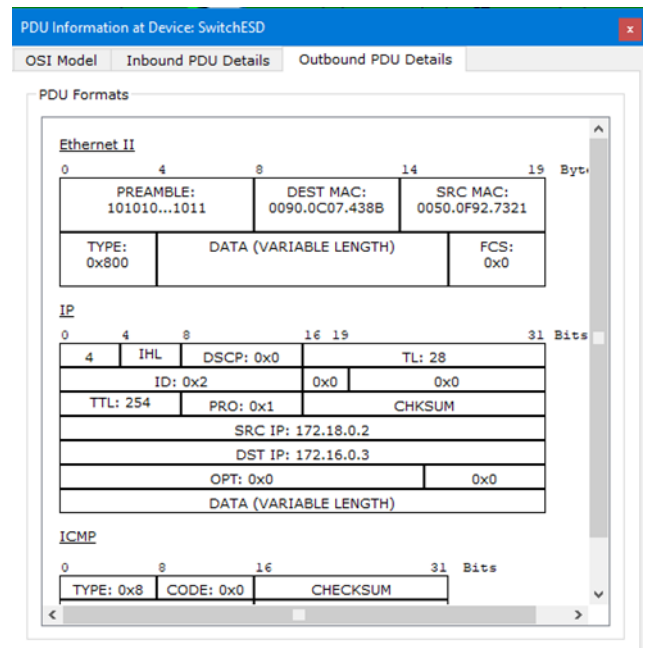 PDU Information at Device: SwitchESD
x
OSI Model Inbound PDU Details Outbound PDU Details
PDU Formats
Ethernet II
0 4 8 14 19 Byt
PREAMBLE: DEST MAC: SRC MAC:
101010...1011 0090.0C07.438B 0050.0F92.7321
TYPE: DATA (VARIABLE LENGTH) FCS:
0x800 0x0
IP
0 4 8 16 19 31 Bits
4 IHL DSCP: 0x0 TL: 28
ID: 0x2 0x0 0x0
TTL: 254 PRO: 0x1 CHKSUM
SRC IP: 172.18.0.2
DST IP: 172.16.0.3
OPT: 0x0 0x0
DATA (VARIABLE LENGTH)
ICMP
0 8 16 31 Bits
TYPE: 0x8 CODE: 0x0 CHECKSUM